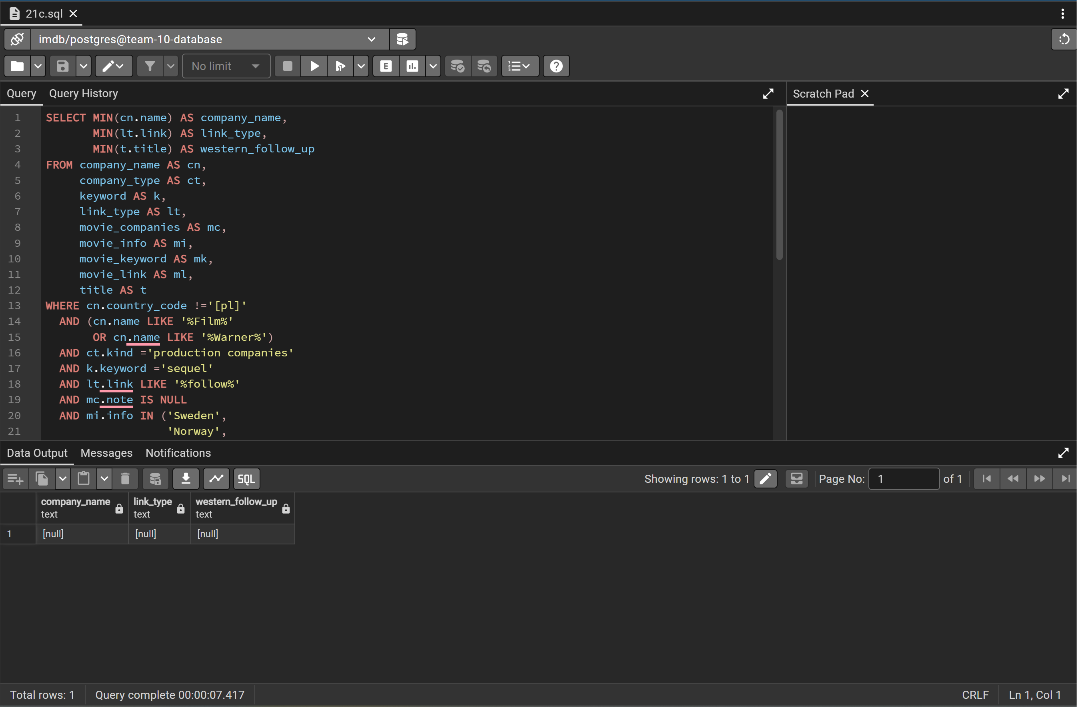 21c.sql
imdb/postgres@team-10-database
No limit
E
Query Query History
Scratch Pad
1 SELECT MIN(cn.name) AS company_name,
2 MIN(lt.link) AS link_type,
3 MIN(t.title) AS western_follow_up
4 FROM company_name AS cn,
5 company_type AS ct,
6 keyword AS k,
7 link_type AS lt,
8 movie_companies AS mc,
9 movie_info AS mi,
10 movie_keyword AS mk,
11 movie_link AS ml,
12 title AS t
13 WHERE cn.country_code !='[pl]'
14 AND (cn.name LIKE '%Film%'
15 OR cn.name LIKE '%Warner%')
16 AND ct.kind ='production companies'
17 AND k.keyword ='sequel'
18 AND lt.link LIKE '%follow%'
19 AND mc.note IS NULL
20 AND mi.info IN ('Sweden',
21 'Norway',
Data Output Messages Notifications
SQL Showing rows: 1 to 1 Page No: 1 of 1
company_name link_type western_follow_up
text text text
1 [null] [null] [null]
Total rows: 1 Query complete 00:00:07.417 CRLF Ln 1, Col 1